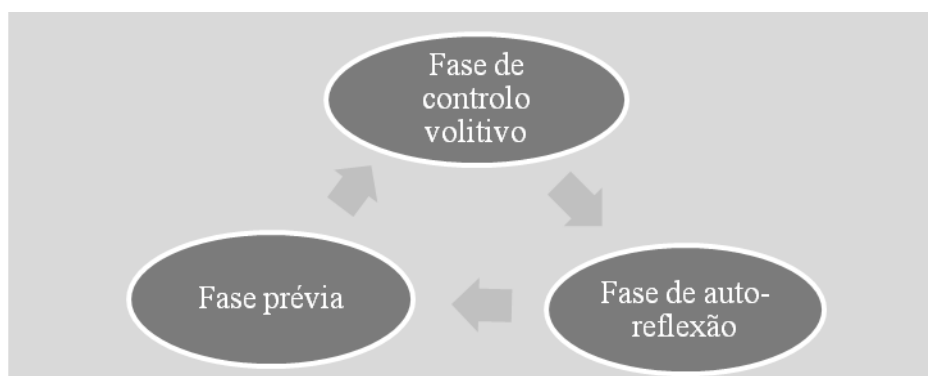 Fase de
controlo
volitivo
Fase prévia
Fase de auto-
reflexão